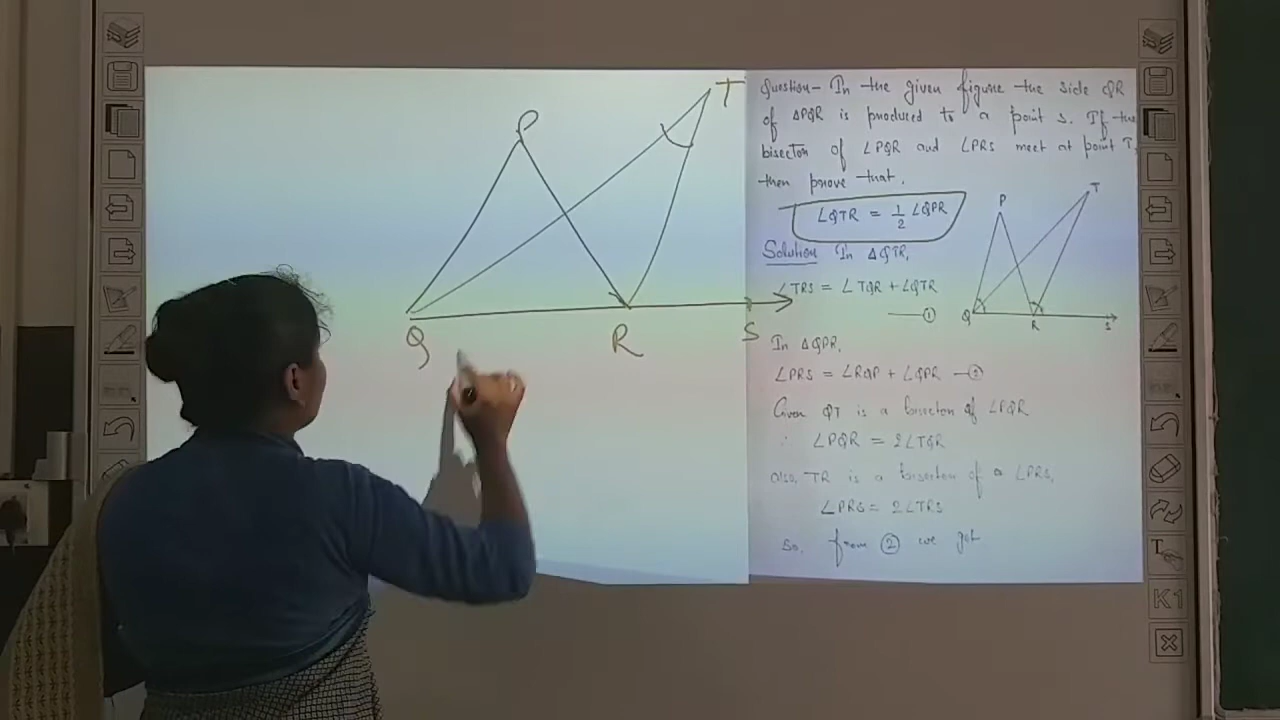 P
T
Q
R
S
Question- In the given figure the side QR
of ΔPQR is produced to a point s. If the
bisector of ∠PQR and ∠PRS meet at point T,
then prove that.
∠QTR = 1/2 ∠QPR
Solution In ΔQTR,
∠TRS = ∠TQR + ∠QTR
—①
P
T
Q
R
S
In ΔQPR,
∠PRS = ∠RQP + ∠QPR —②
Given QT is a bisector of ∠PQR
∴ ∠PQR = 2∠TQR
also, TR is a bisector of ∠PRS,
∠PRS = 2∠TRS
So, from ② we get
T
K1